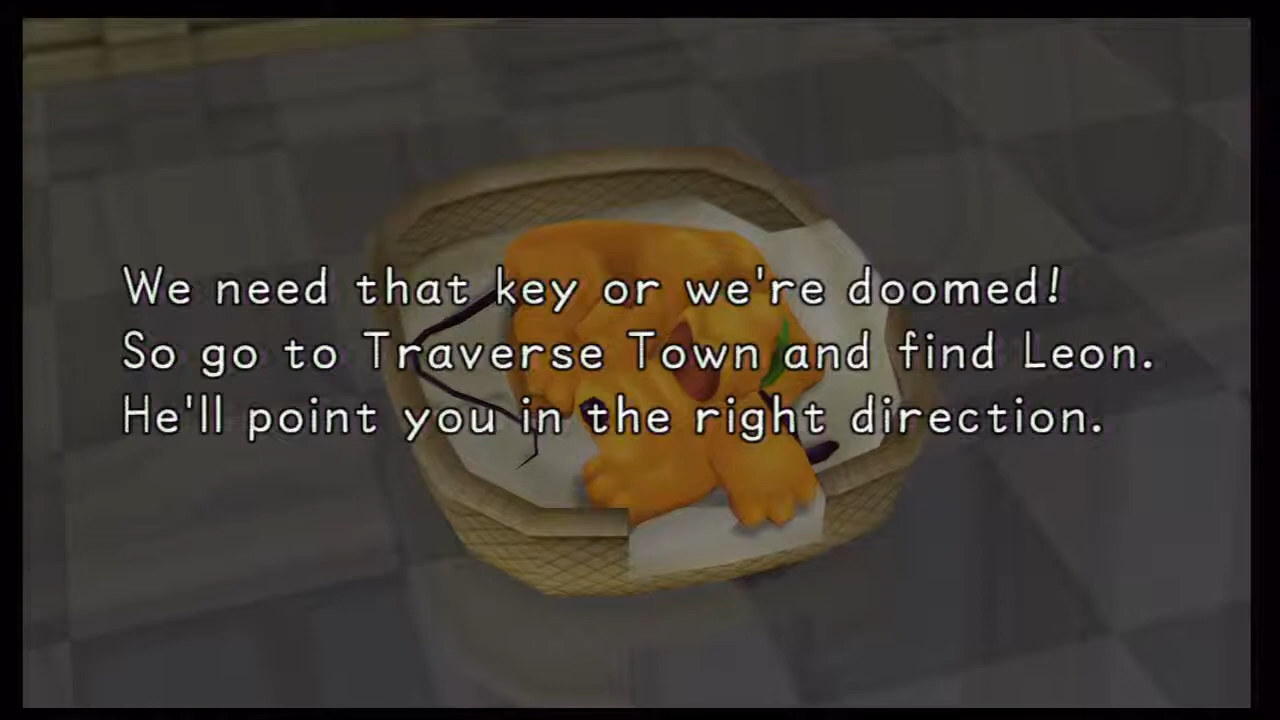 We need that key or we're doomed!
So go to Traverse Town and find Leon.
He'll point you in the right direction.